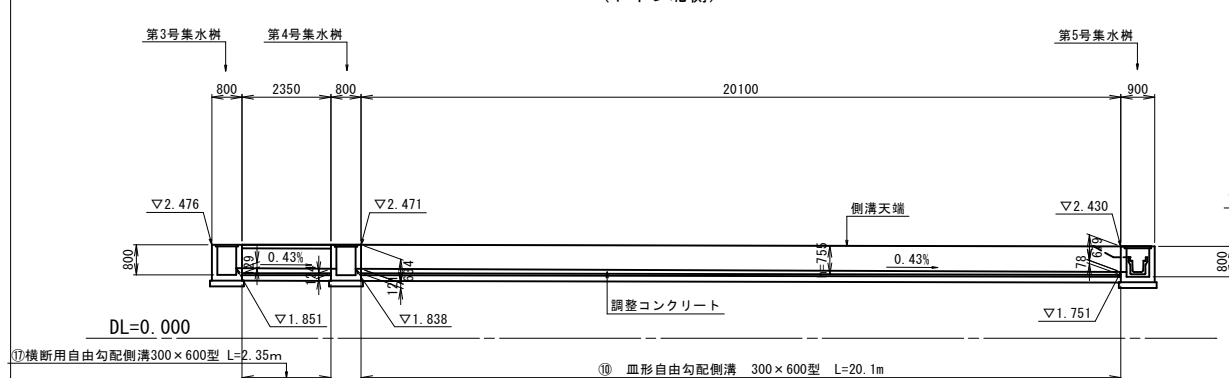 第3号集水桝 第4号集水桝 第5号集水桝
800 2350 800 20100 900
▽2.476 ▽2.471 側溝天端 ▽2.430
800 0.43% 0.43% 78 800
調整コンクリート
▽1.851 ▽1.838 ▽1.751
DL=0.000
⑰横断用自由勾配側溝300×600型 L=2.35m
⑩ 皿形自由勾配側溝 300×600型 L=20.1m